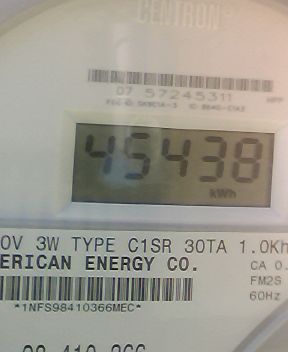 CENTRON
07 57245311
45438
kWh
0V 3W TYPE C1SR 30TA 1.0Kh
ERICAN ENERGY CO.
CA 0.
FM2S
60Hz
*1NFS98410366MEC*